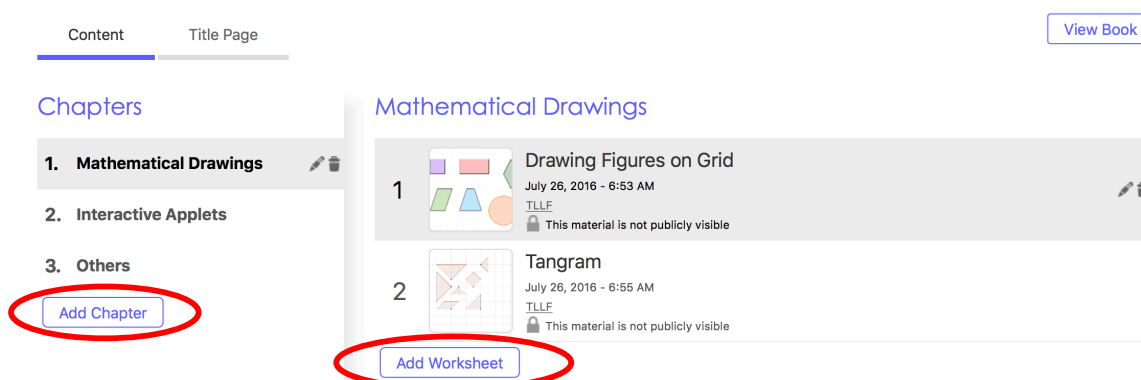 Content
Title Page
View Book
Chapters
1. Mathematical Drawings
2. Interactive Applets
3. Others
Add Chapter
Mathematical Drawings
1
Drawing Figures on Grid
July 26, 2016 - 6:53 AM
TLLF
This material is not publicly visible
2
Tangram
July 26, 2016 - 6:55 AM
TLLF
This material is not publicly visible
Add Worksheet